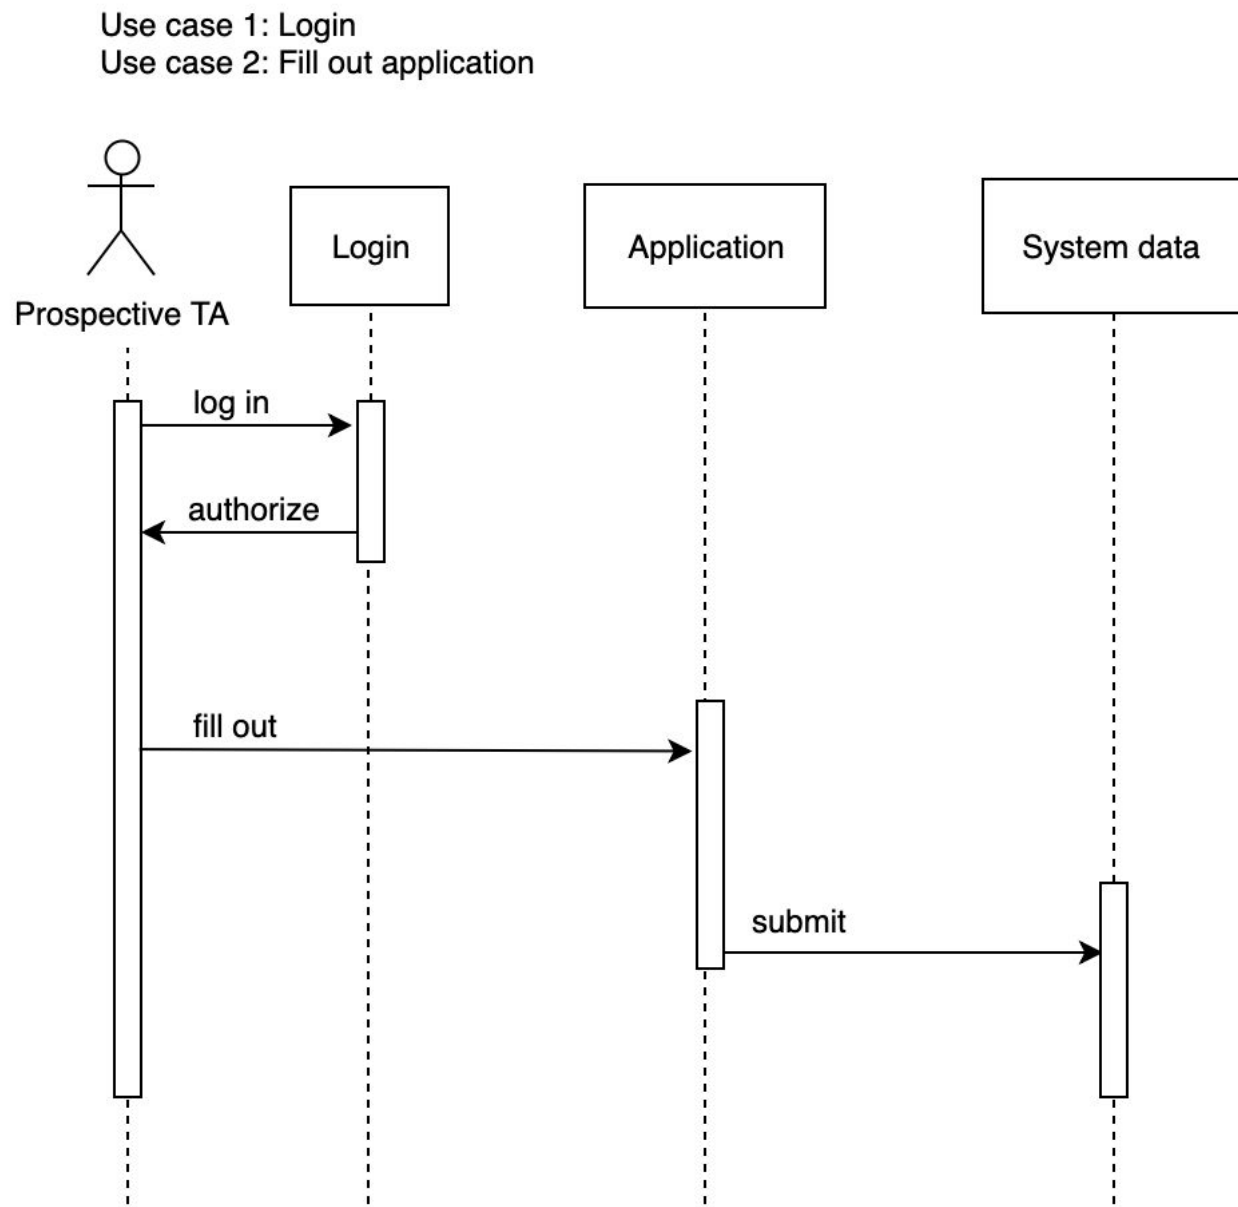 Use case 1: Login
Use case 2: Fill out application
Prospective TA
Login
Application
System data
log in
authorize
fill out
submit